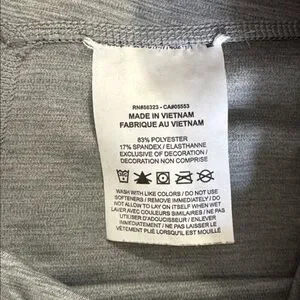 RN#56323 - CA#05553
MADE IN VIETNAM
FABRIQUE AU VIETNAM
83% POLYESTER
17% SPANDEX / ELASTHANNE
EXCLUSIVE OF DECORATION /
DECORATION NON COMPRISE
WASH WITH LIKE COLORS / DO NOT USE
SOFTENERS / REMOVE PROMPTLY / DO
NOT ALLOW TO LAY ON ITSELF WHEN WET
LAVER AVEC COULEURS SIMILAIRES / NE PAS
UTILISER D'ADOUCISSEUR / ENLEVER
IMMEDIATEMENT / NE PAS LAISSER LE
VÊTEMENT PLIÉ LORSQU'IL EST MOUILLÉ